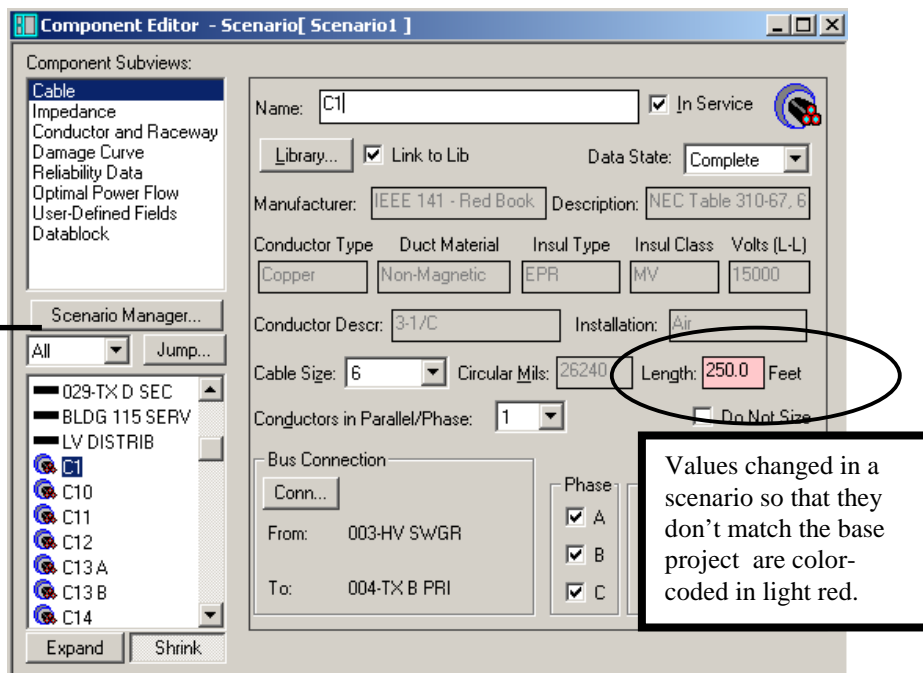 Component Editor - Scenario[ Scenario1 ]
Component Subviews:
Cable
Impedance
Conductor and Raceway
Damage Curve
Reliability Data
Optimal Power Flow
User-Defined Fields
Datablock
Scenario Manager...
All Jump...
029-TX D SEC
BLDG 115 SERV
LV DISTRIB
C1
C10
C11
C12
C13 A
C13 B
C14
Expand Shrink
Name: C1 In Service
Library... Link to Lib Data State: Complete
Manufacturer: IEEE 141 - Red Book Description: NEC Table 310-67, 6
Conductor Type Duct Material Insul Type Insul Class Volts (L-L)
Copper Non-Magnetic EPR MV 15000
Conductor Descr: 3-1/C Installation: Air
Cable Size: 6 Circular Mils: 26240 Length: 250.0 Feet
Conductors in Parallel/Phase: 1 Do Not Size
Bus Connection
Conn...
From: 003-HV SWGR
To: 004-TX B PRI
Phase
A
B
C
Values changed in a
scenario so that they
don't match the base
project are color-
coded in light red.